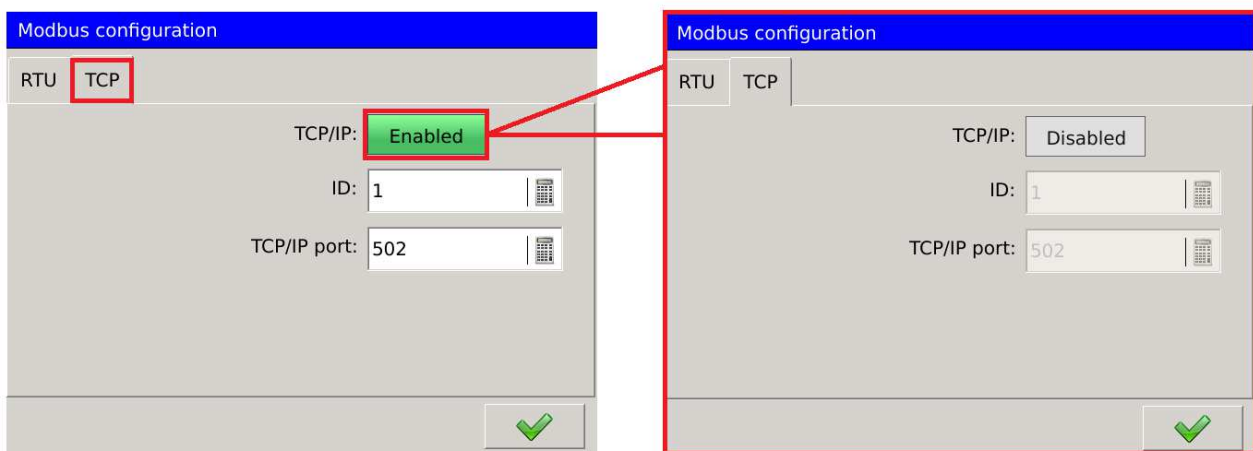 Modbus configuration
RTU TCP
TCP/IP: Enabled
ID: 1
TCP/IP port: 502
Modbus configuration
RTU TCP
TCP/IP: Disabled
ID: 1
TCP/IP port: 502